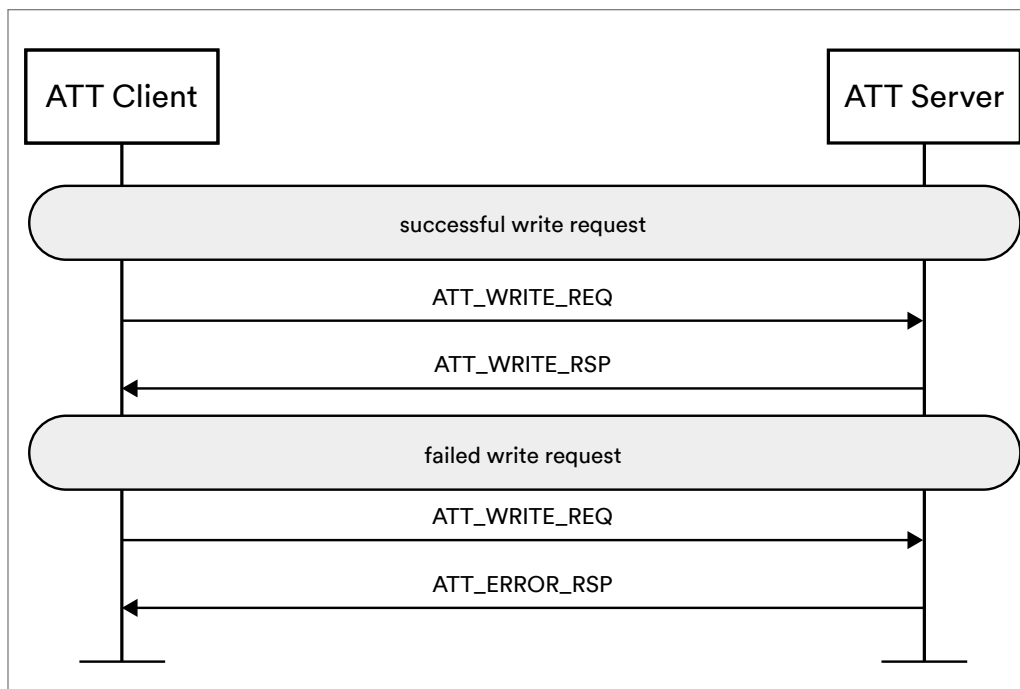 ATT Client
ATT Server
successful write request
ATT_WRITE_REQ
ATT_WRITE_RSP
failed write request
ATT_WRITE_REQ
ATT_ERROR_RSP